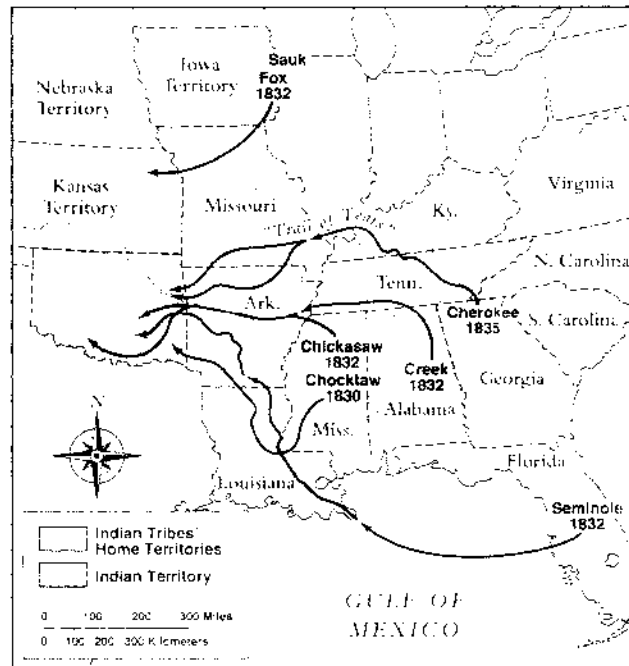 Sauk
Fox
1832
Iowa
Territory
Nebraska
Territory
Kansas
Territory
Missouri
"Trail of Tears"
Ky.
Virginia
N. Carolina
Tenn.
Ark.
Cherokee
1835
S. Carolina
Chickasaw
1832
Chocktaw
1830
Creek
1832
Georgia
Alabama
Miss.
N
Louisiana
Florida
Seminole
1832
Indian Tribes'
Home Territories
Indian Territory
0 100 200 300 Miles
0 100 200 300 Kilometers
GULF OF
MEXICO